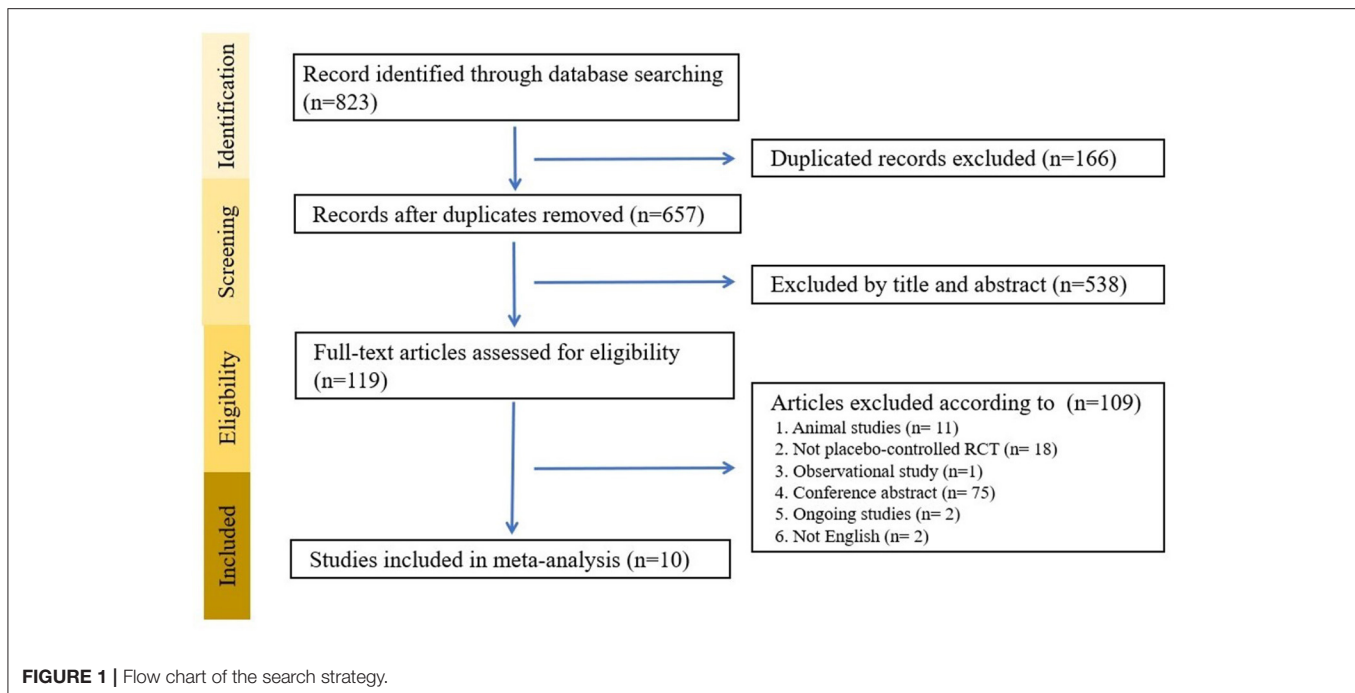 Identification
Record identified through database searching
(n=823)
Duplicated records excluded (n=166)
Screening
Records after duplicates removed (n=657)
Excluded by title and abstract (n=538)
Eligibility
Full-text articles assessed for eligibility
(n=119)
Articles excluded according to (n=109)
1. Animal studies (n= 11)
2. Not placebo-controlled RCT (n= 18)
3. Observational study (n=1)
4. Conference abstract (n= 75)
5. Ongoing studies (n= 2)
6. Not English (n= 2)
Included
Studies included in meta-analysis (n=10)
FIGURE 1 | Flow chart of the search strategy.